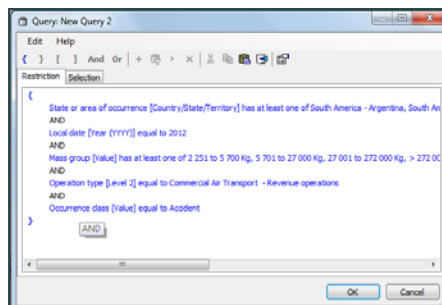 Query: New Query 2
Edit Help
{ } [ ] And Or
Restriction Selection
{
State or area of occurrence [Country/State/Territory] has at least one of South America - Argentina, South An
AND
Local date [Year (YYYY)] equal to 2012
AND
Mass group [Value] has at least one of 2 251 to 5 700 Kg, 5 701 to 27 000 Kg, 27 001 to 272 000 Kg, > 272 00
AND
Operation type [Level 2] equal to Commercial Air Transport - Revenue operations
AND
Occurrence class [Value] equal to Accident
}
AND
OK Cancel